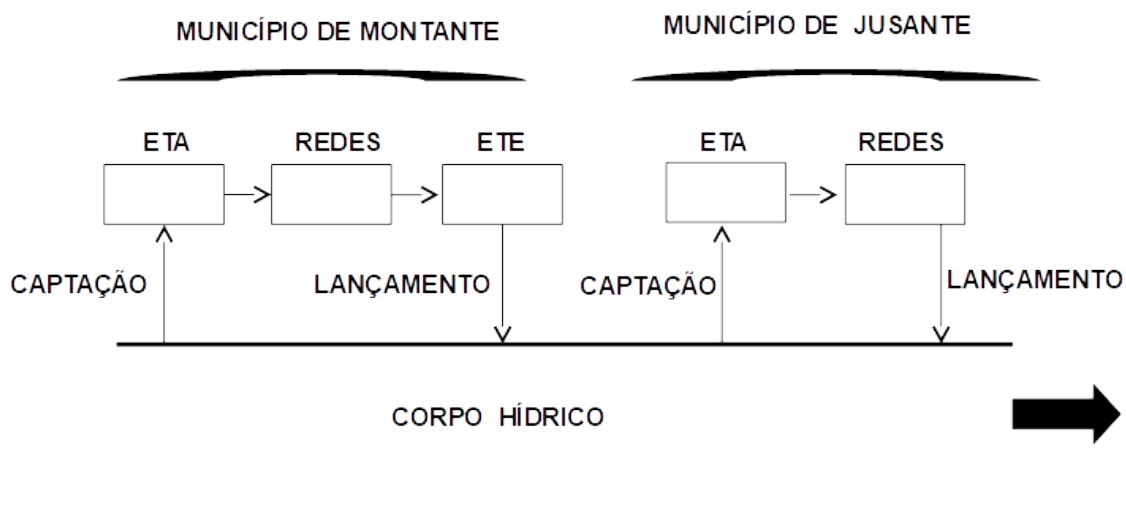 MUNICÍPIO DE MONTANTE
MUNICÍPIO DE JUSANTE
ETA REDES ETE ETA REDES
CAPTAÇÃO LANÇAMENTO CAPTAÇÃO LANÇAMENTO
CORPO HÍDRICO